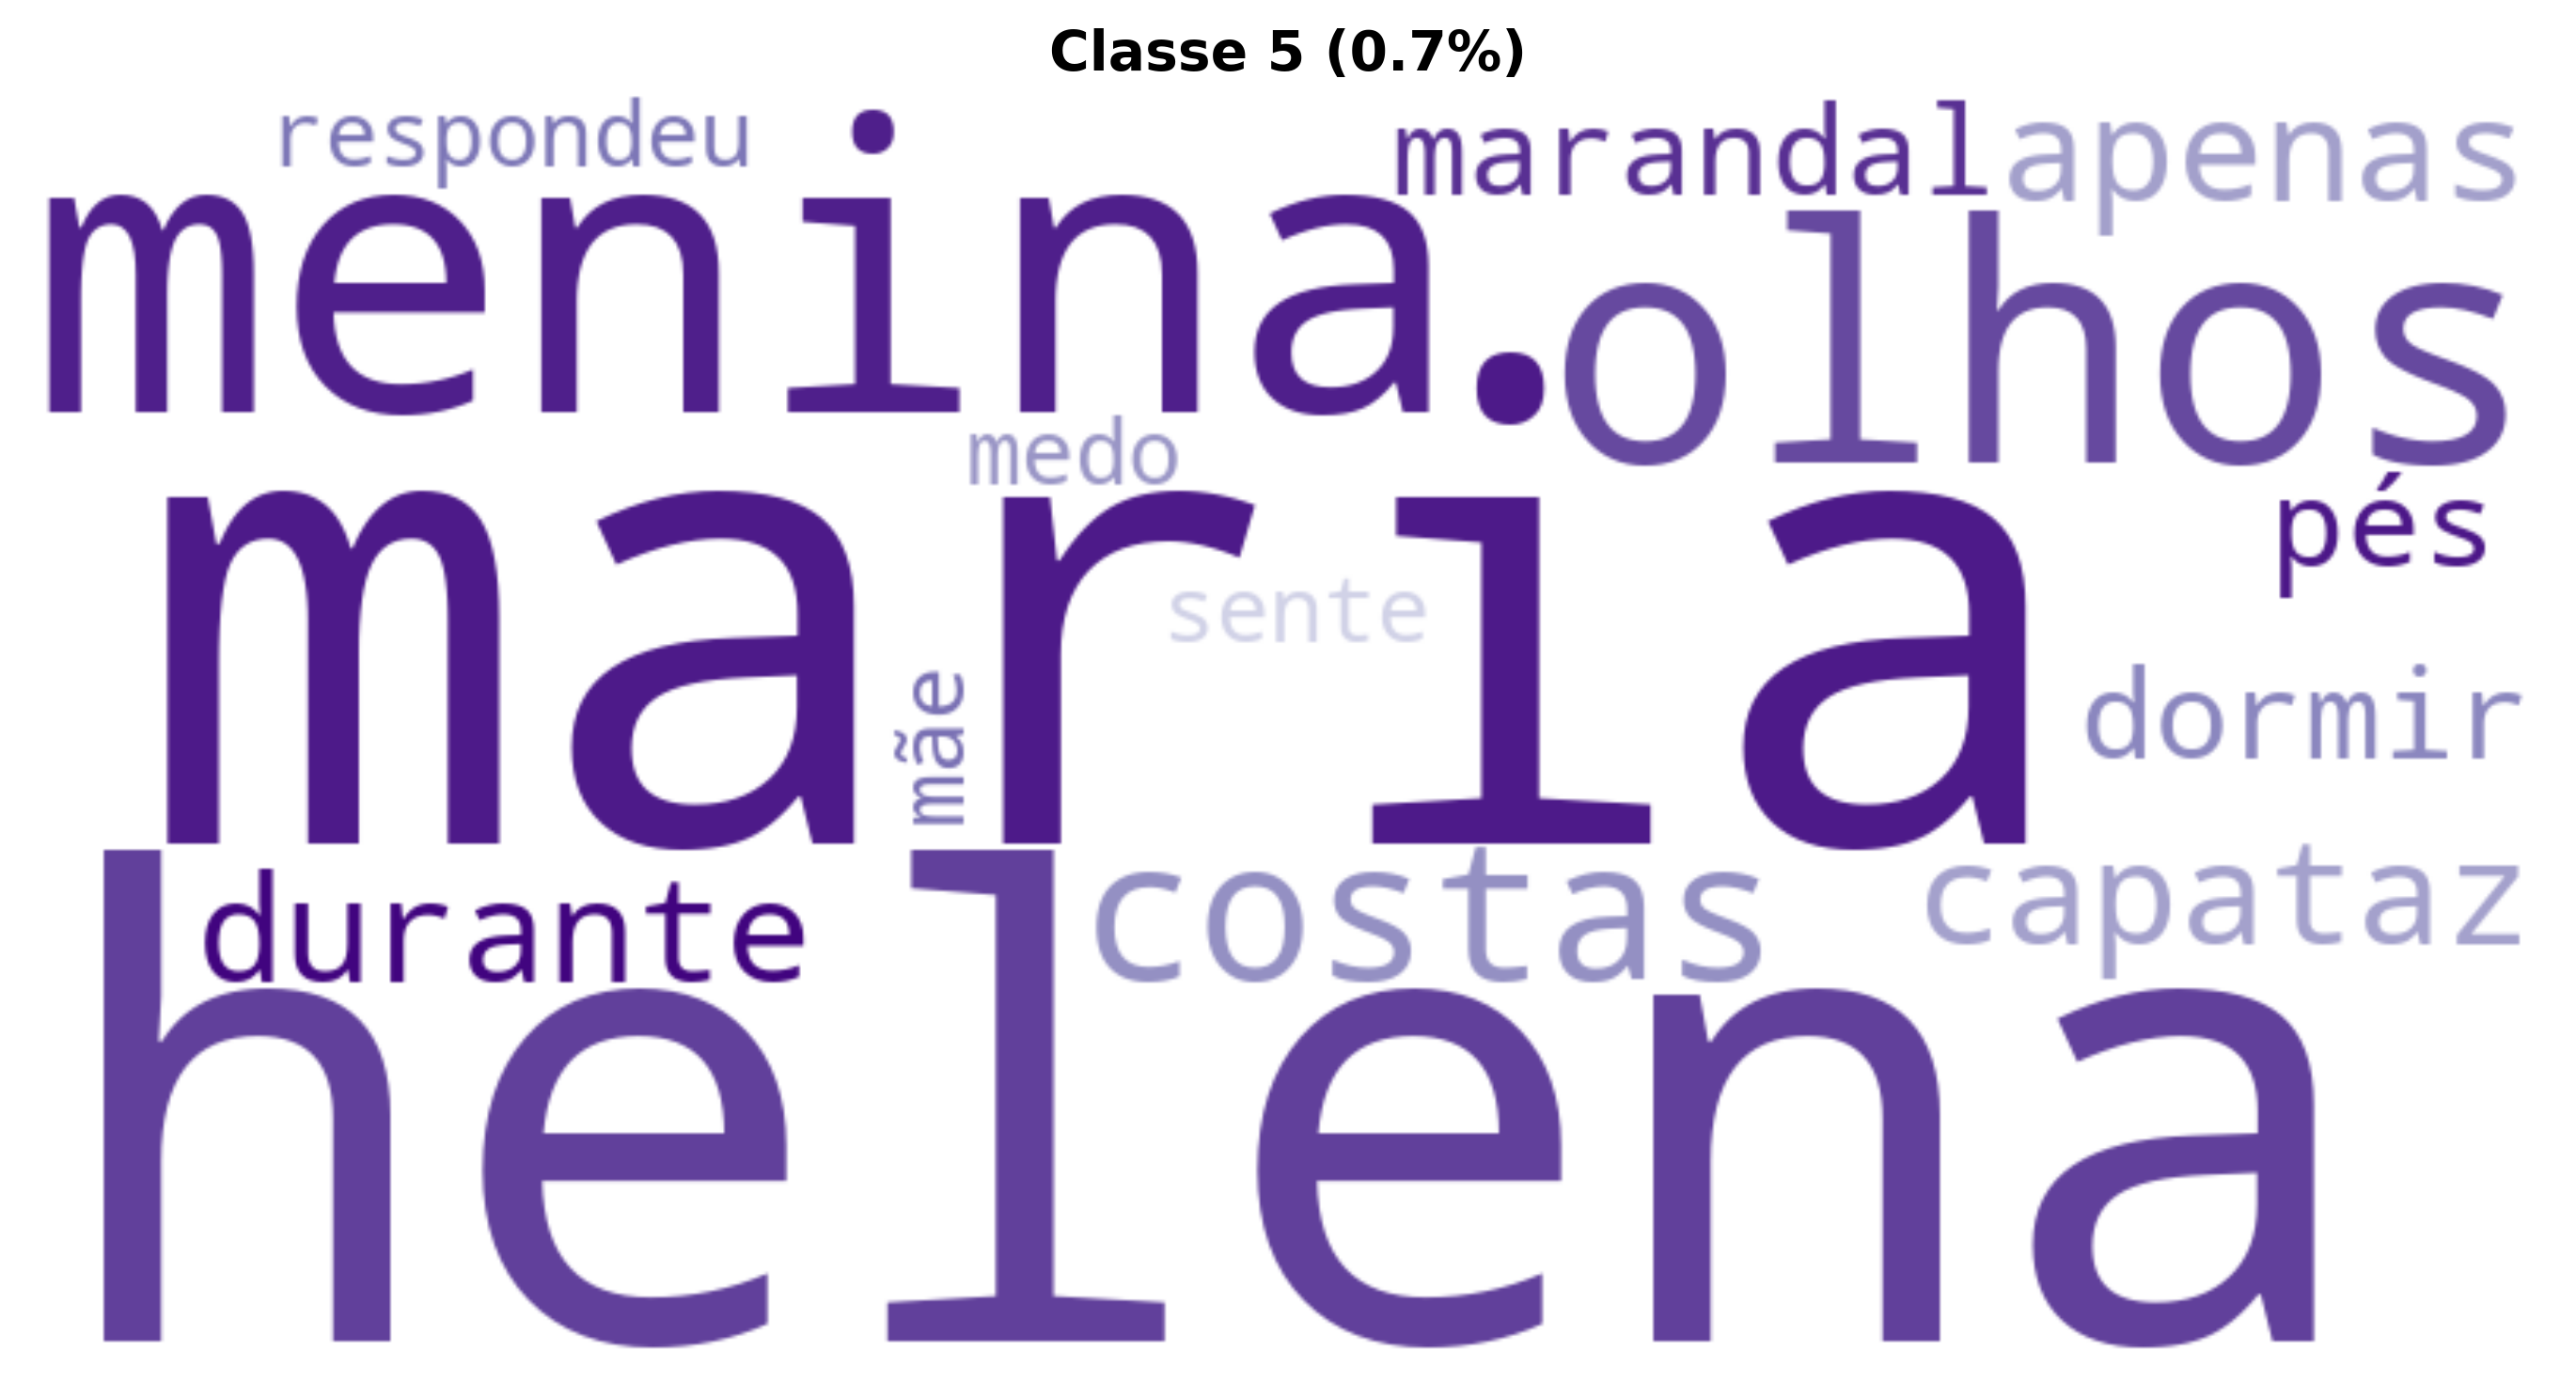 Classe 5 (0.7%)
respondeu
marandal
apenas
menina
olhos
medo
maria
pés
sente
mãe
dormir
durante
costas
capataz
helena